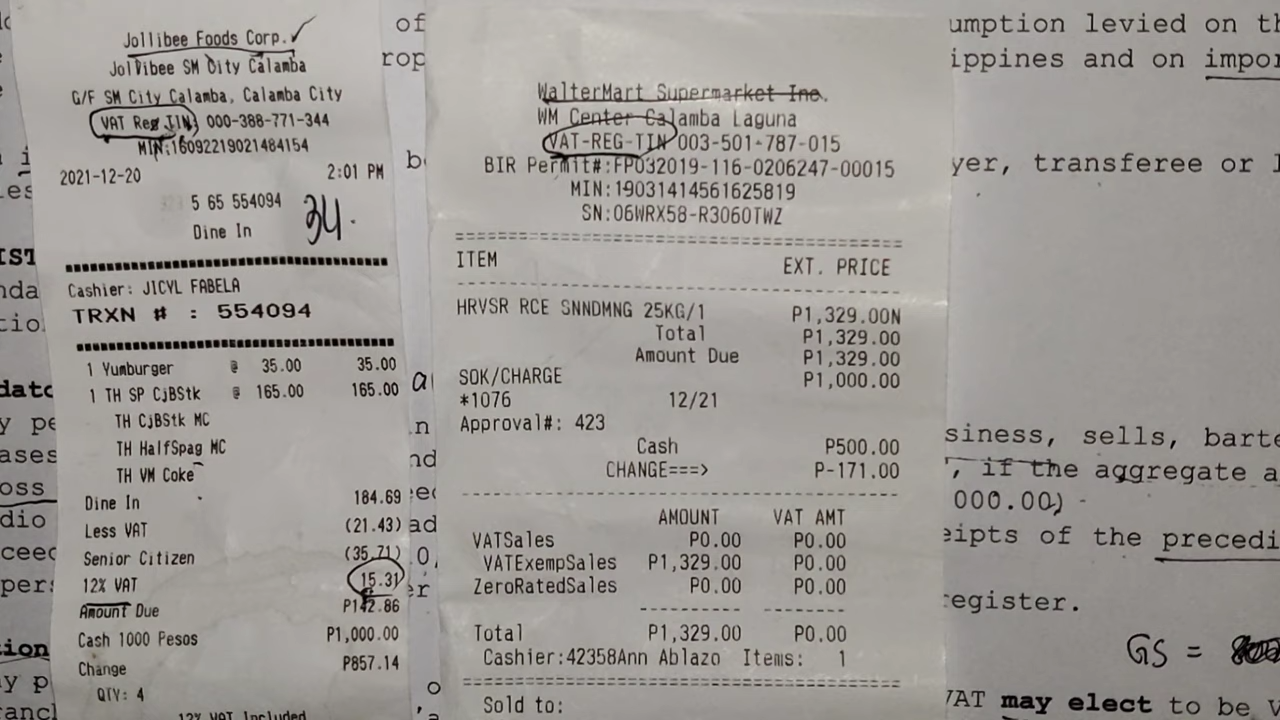 Jollibee Foods Corp.
Jollibee SM City Calamba
G/F SM City Calamba, Calamba City
VAT Reg TIN 000-388-771-344
MIN:16092219021484154
2021-12-20 2:01 PM
5 65 554094
34.
Dine In
Cashier: JICYL FABELA
TRXN # : 554094
1 Yumburger @ 35.00 35.00
1 TH SP CjBStk @ 165.00 165.00
TH CjBStk MC
TH HalfSpag MC
TH VM Coke
Dine In 184.69
Less VAT (21.43)
Senior Citizen (35.71)
12% VAT 15.31
Amount Due P142.86
Cash 1000 Pesos P1,000.00
Change P857.14
QTY: 4
12% VAT Included
WalterMart Supermarket Inc.
WM Center Calamba Laguna
VAT-REG-TIN 003-501-787-015
BIR Permit#:FP032019-116-0206247-00015
MIN:19031414561625819
SN:06WRX58-R3060TWZ
ITEM EXT. PRICE
HRVSR RCE SNNDMNG 25KG/1 P1,329.00N
Total P1,329.00
Amount Due P1,329.00
SOK/CHARGE P1,000.00
*1076 12/21
Approval#: 423
Cash P500.00
CHANGE===> P-171.00
AMOUNT VAT AMT
VATSales P0.00 P0.00
VATExempSales P1,329.00 P0.00
ZeroRatedSales P0.00 P0.00
Total P1,329.00 P0.00
Cashier:42358Ann Ablazo Items: 1
Sold to:
of
umption levied on th
ippines and on impor
yer, transferee or
siness, sells, barte
, if the aggregate a
000.00)
eipts of the precedi
register.
GS =
VAT may elect to be V